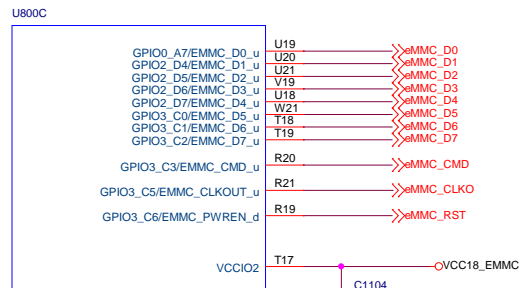 U800C
GPIO0_A7/EMMC_D0_u U19 eMMC_D0
GPIO2_D4/EMMC_D1_u U20 eMMC_D1
GPIO2_D5/EMMC_D2_u U21 eMMC_D2
GPIO2_D6/EMMC_D3_u V19 eMMC_D3
GPIO2_D7/EMMC_D4_u U18 eMMC_D4
GPIO3_C0/EMMC_D5_u W21 eMMC_D5
GPIO3_C1/EMMC_D6_u T18 eMMC_D6
GPIO3_C2/EMMC_D7_u T19 eMMC_D7
GPIO3_C3/EMMC_CMD_u R20 eMMC_CMD
GPIO3_C5/EMMC_CLKOUT_u R21 eMMC_CLKO
GPIO3_C6/EMMC_PWREN_d R19 eMMC_RST
VCCIO2 T17 VCC18_EMMC
C1104